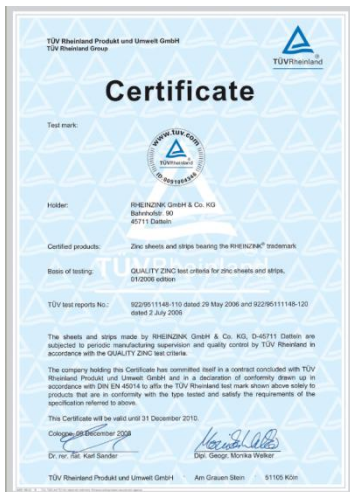 TÜV Rheinland Produkt und Umwelt GmbH
TÜV Rheinland Group
TÜVRheinland
Certificate
Test mark:
www.tuv.com
TÜVRheinland
Holder:
RHEINZINK GmbH & Co. KG
Bahnhofstr. 90
45711 Datteln
Certified products:
Zinc sheets and strips bearing the RHEINZINK® trademark
TÜVRheinland
Basis of testing:
QUALITY ZINC test criteria for zinc sheets and strips,
01/2006 edition
TÜV test reports No.:
922/9511148-110 dated 29 May 2006 and 922/9511148-120
dated 2 July 2006
The sheets and strips made by RHEINZINK GmbH & Co. KG, D-45711 Datteln are
subjected to periodic manufacturing supervision and quality control by TÜV Rheinland in
accordance with the QUALITY ZINC test criteria.
The company holding this Certificate has committed itself in a contract concluded with TÜV
Rheinland Produkt und Umwelt GmbH and in a declaration of conformity drawn up in
accordance with DIN EN 45014 to affix the TÜV Rheinland test mark shown above solely to
products that are in conformity with the type tested and satisfy the requirements of the
specification referred to above.
This Certificate will be valid until 31 December 2010.
Cologne, 09 December 2008
Dr. rer. nat. Karl Sander
Dipl. Geogr. Monika Walker
TÜV Rheinland Produkt und Umwelt GmbH
Am Grauen Stein
51105 Köln